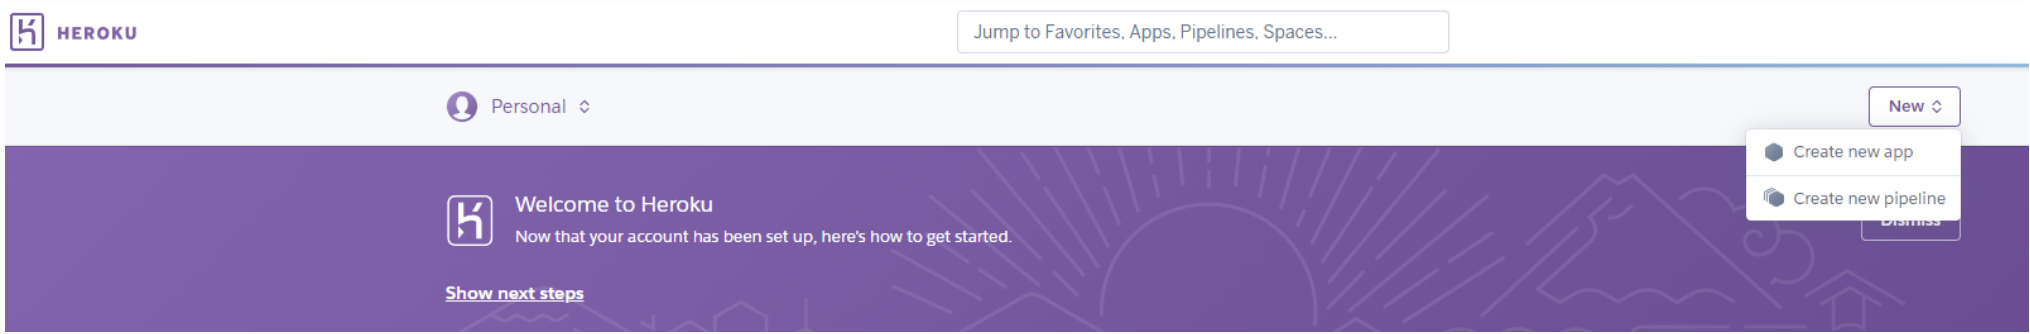 HEROKU
Jump to Favorites, Apps, Pipelines, Spaces...
Personal
New
Create new app
Create new pipeline
Dismiss
Welcome to Heroku
Now that your account has been set up, here's how to get started.
Show next steps